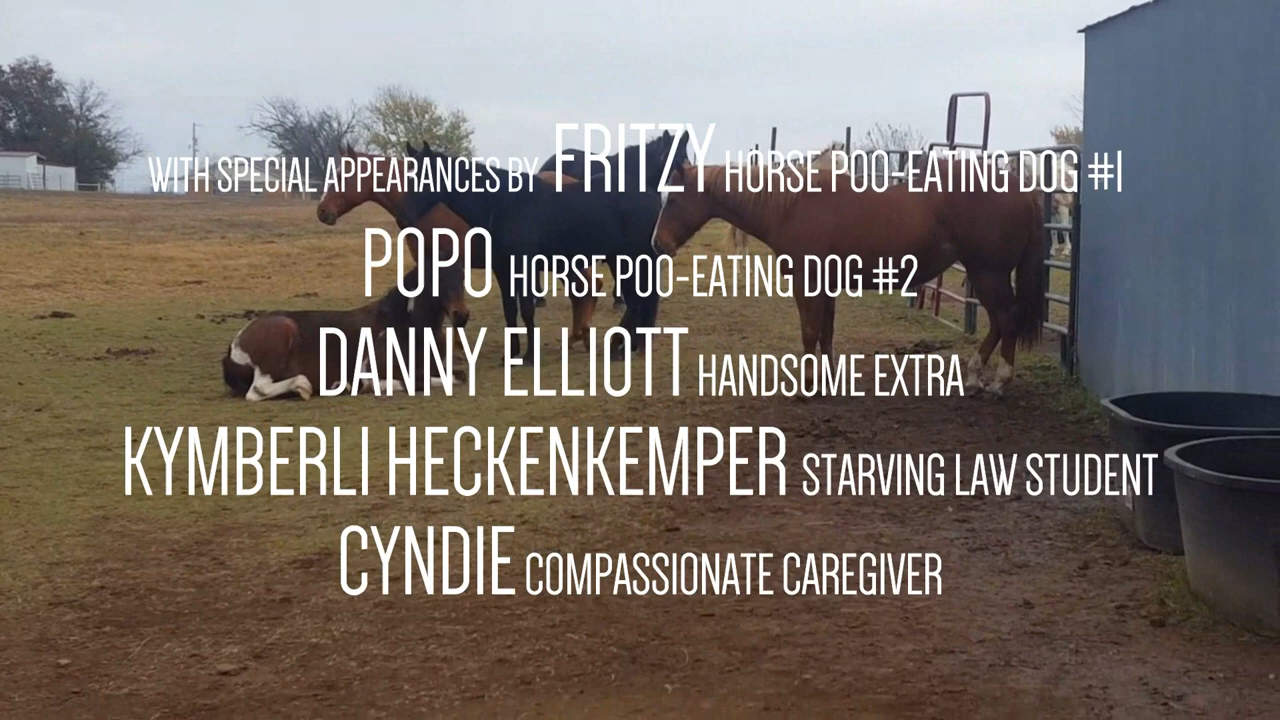 WITH SPECIAL APPEARANCES BY FRITZY HORSE POO-EATING DOG #1
POPO HORSE POO-EATING DOG #2
DANNY ELLIOTT HANDSOME EXTRA
KYMBERLI HECKENKEMPER STARVING LAW STUDENT
CYNDIE COMPASSIONATE CAREGIVER